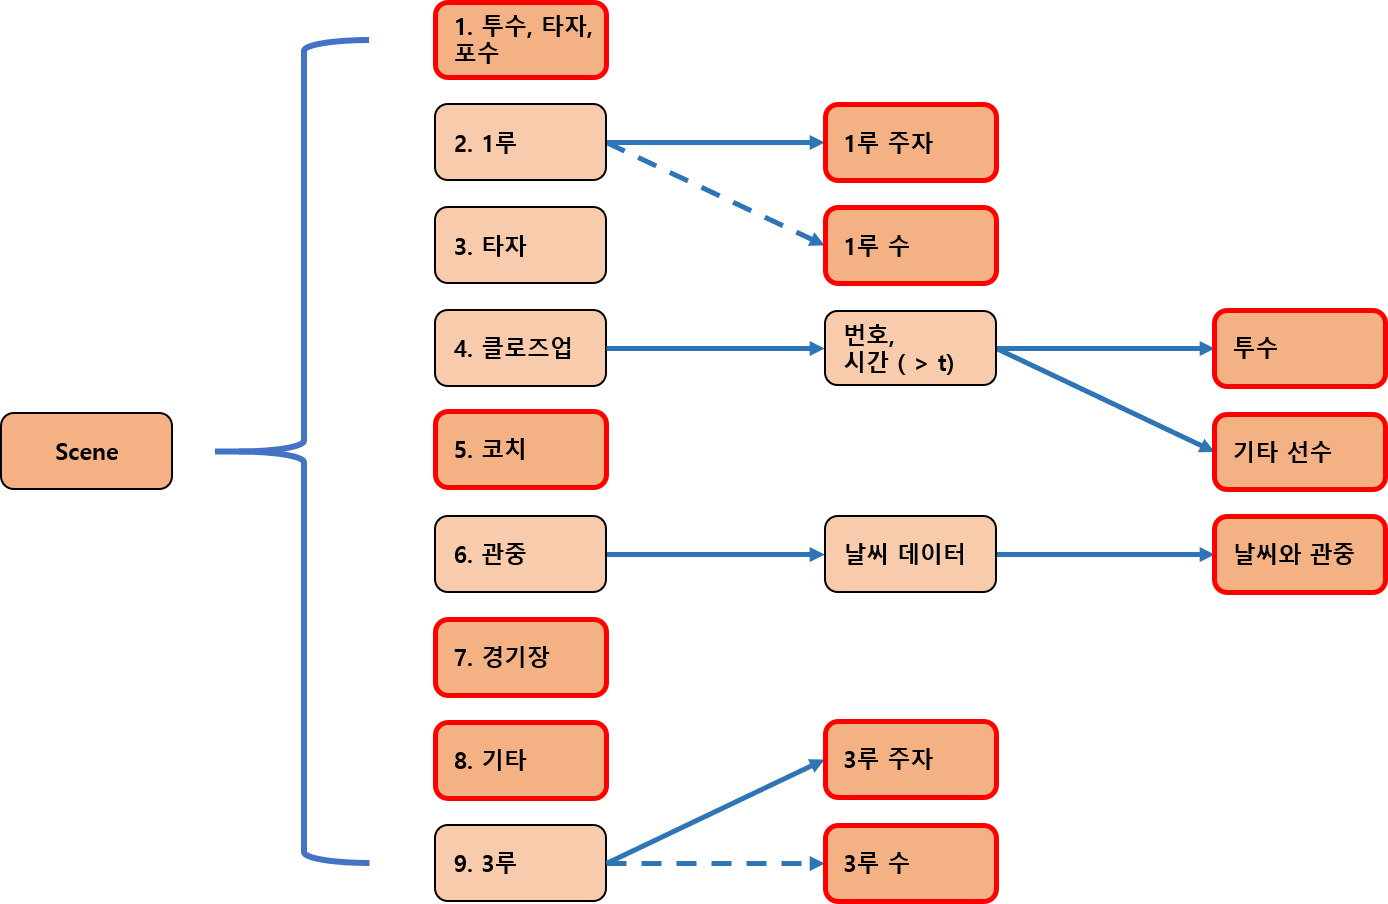 Scene
1. 투수, 타자,
포수
2. 1루
1루 주자
1루 수
3. 타자
4. 클로즈업
번호,
시간 ( > t)
투수
기타 선수
5. 코치
6. 관중
날씨 데이터
날씨와 관중
7. 경기장
8. 기타
9. 3루
3루 주자
3루 수